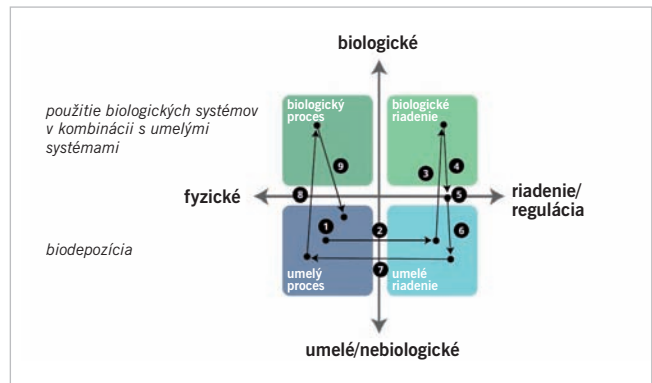 biologické
použitie biologických systémov
v kombinácii s umelými
systémami
biologický
proces
biologické
riadenie
9
3
4
fyzické
8
5
riadenie/
regulácia
biodepozícia
1
2
6
7
umelý
proces
umelé
riadenie
umelé/nebiologické